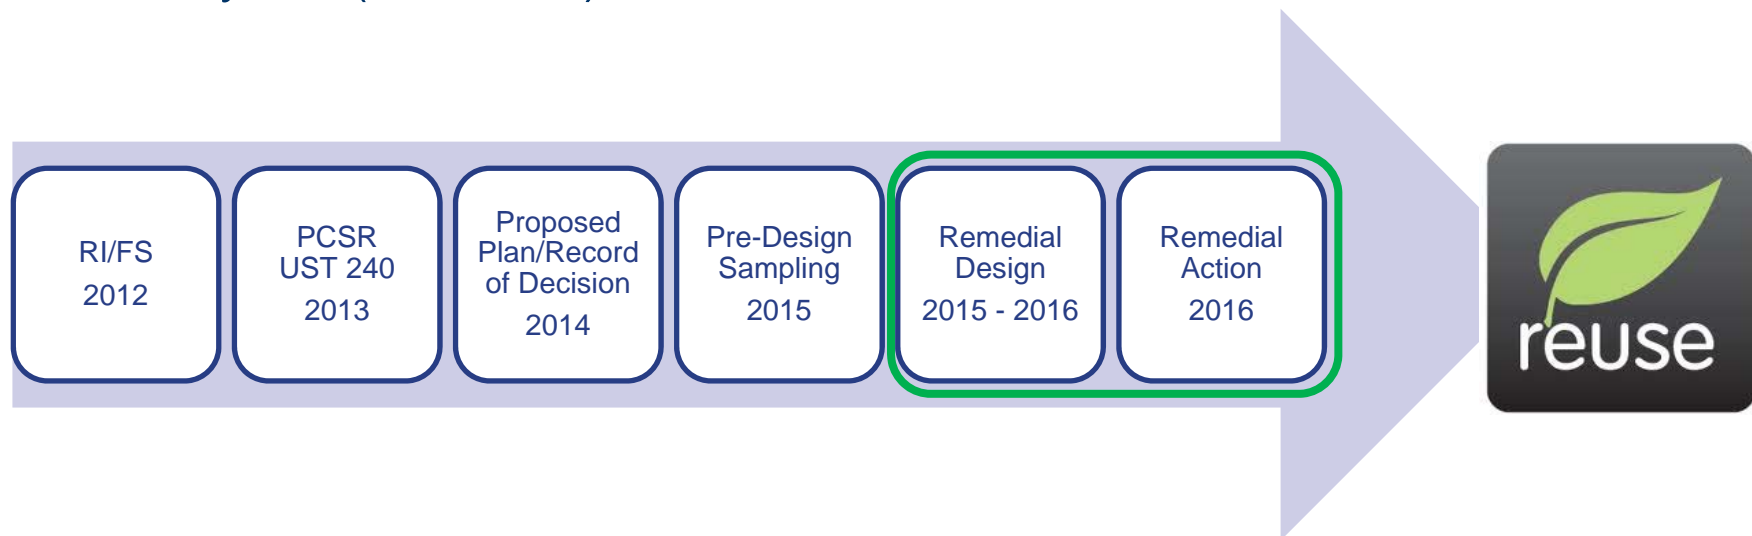 RI/FS
2012
PCSR
UST 240
2013
Proposed
Plan/Record
of Decision
2014
Pre-Design
Sampling
2015
Remedial
Design
2015 - 2016
Remedial
Action
2016
reuse